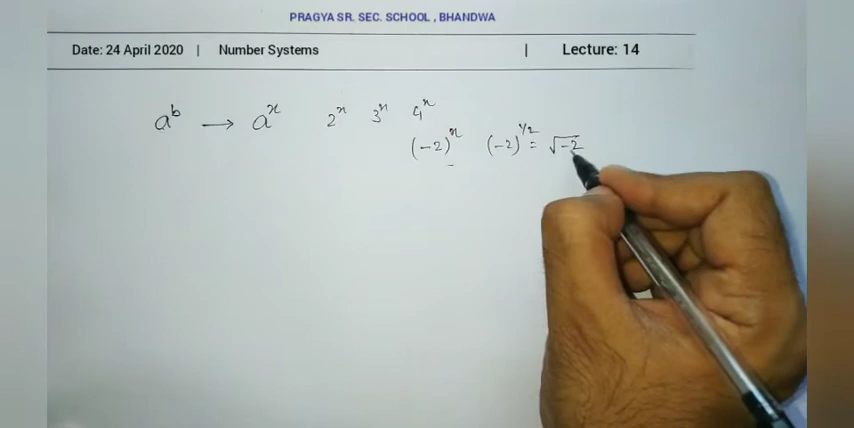 PRAGYA SR. SEC. SCHOOL , BHANDWA
Date: 24 April 2020 | Number Systems | Lecture: 14
a^b → a^x 2^x 3^x 4^x
(-2)^x (-2)^1/2 = √-2